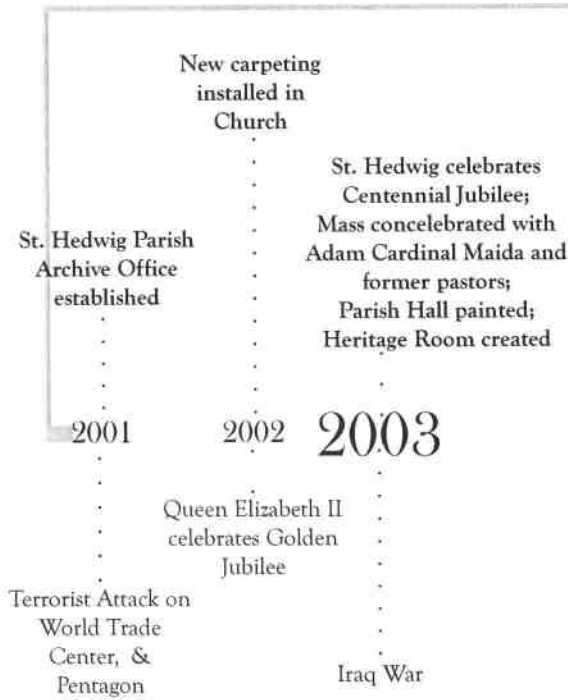 New carpeting
installed in
Church
St. Hedwig celebrates
Centennial Jubilee;
Mass concelebrated with
Adam Cardinal Maida and
former pastors;
Parish Hall painted;
Heritage Room created
St. Hedwig Parish
Archive Office
established
2001
2002
2003
Queen Elizabeth II
celebrates Golden
Jubilee
Terrorist Attack on
World Trade
Center, &
Pentagon
Iraq War